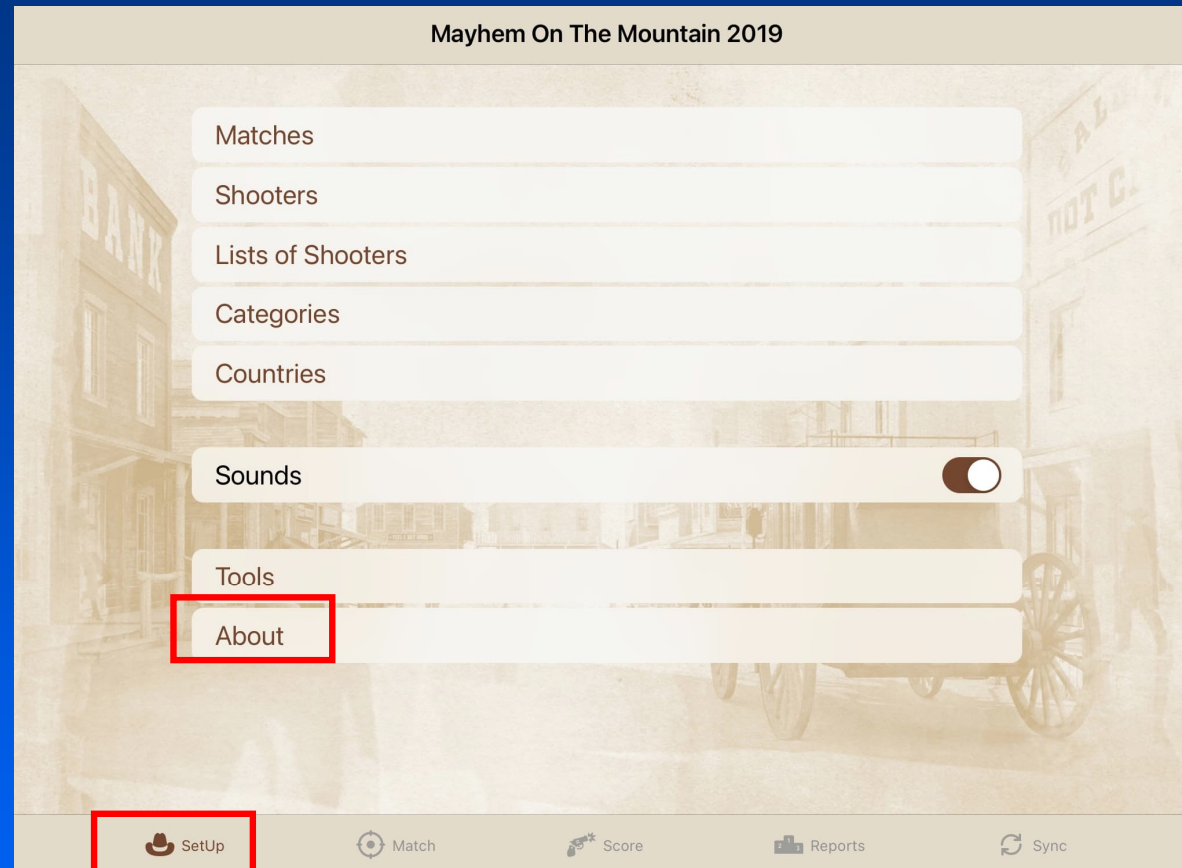 Mayhem On The Mountain 2019
Matches
Shooters
Lists of Shooters
Categories
Countries
Sounds
Tools
About
BANK
SetUp
Match
Score
Reports
Sync